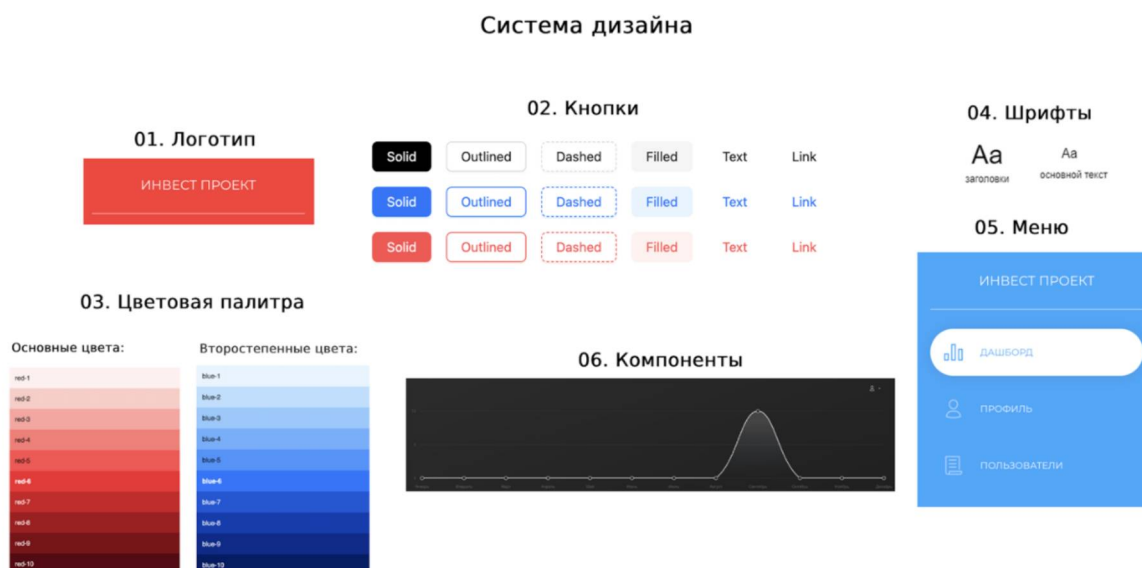 Система дизайна
01. Логотип
ИНВЕСТ ПРОЕКТ
02. Кнопки
Solid Outlined Dashed Filled Text Link
Solid Outlined Dashed Filled Text Link
Solid Outlined Dashed Filled Text Link
03. Цветовая палитра
Основные цвета:
red-1
red-2
red-3
red-4
red-5
red-6
red-7
red-8
red-9
red-10
Второстепенные цвета:
blue-1
blue-2
blue-3
blue-4
blue-5
blue-6
blue-7
blue-8
blue-9
blue-10
04. Шрифты
Aa Aa
заголовки основной текст
05. Меню
ИНВЕСТ ПРОЕКТ
ДАШБОРД
ПРОФИЛЬ
ПОЛЬЗОВАТЕЛИ
06. Компоненты